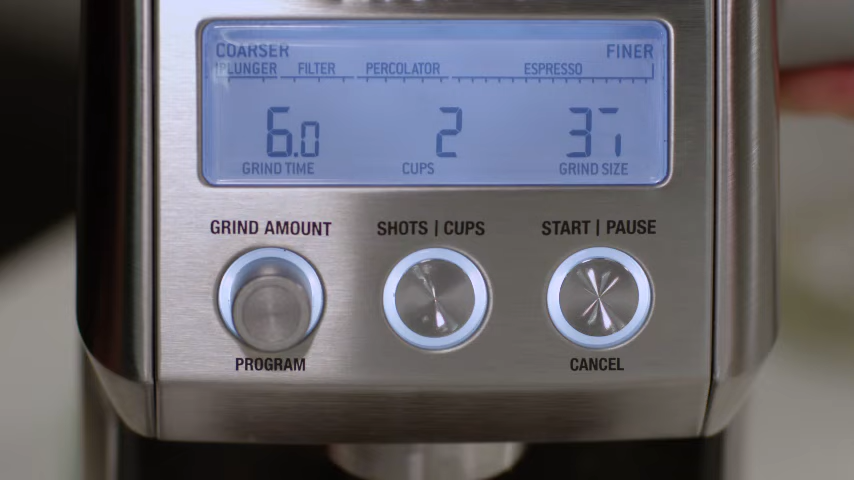 COARSER FINER
PLUNGER FILTER PERCOLATOR ESPRESSO
6.0 2
GRIND TIME CUPS GRIND SIZE
GRIND AMOUNT SHOTS | CUPS START | PAUSE
PROGRAM CANCEL